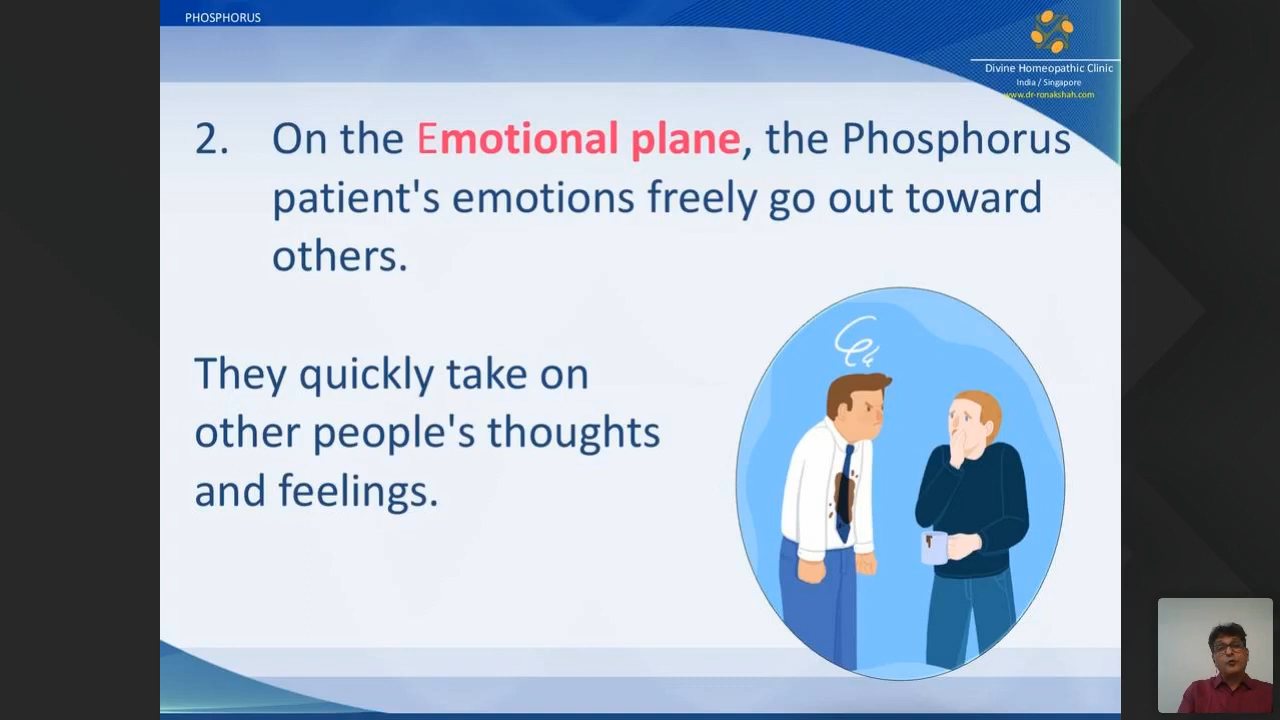 PHOSPHORUS
Divine Homeopathic Clinic
India / Singapore
www.dr-ronakshah.com
2. On the Emotional plane, the Phosphorus
patient's emotions freely go out toward
others.
They quickly take on
other people's thoughts
and feelings.